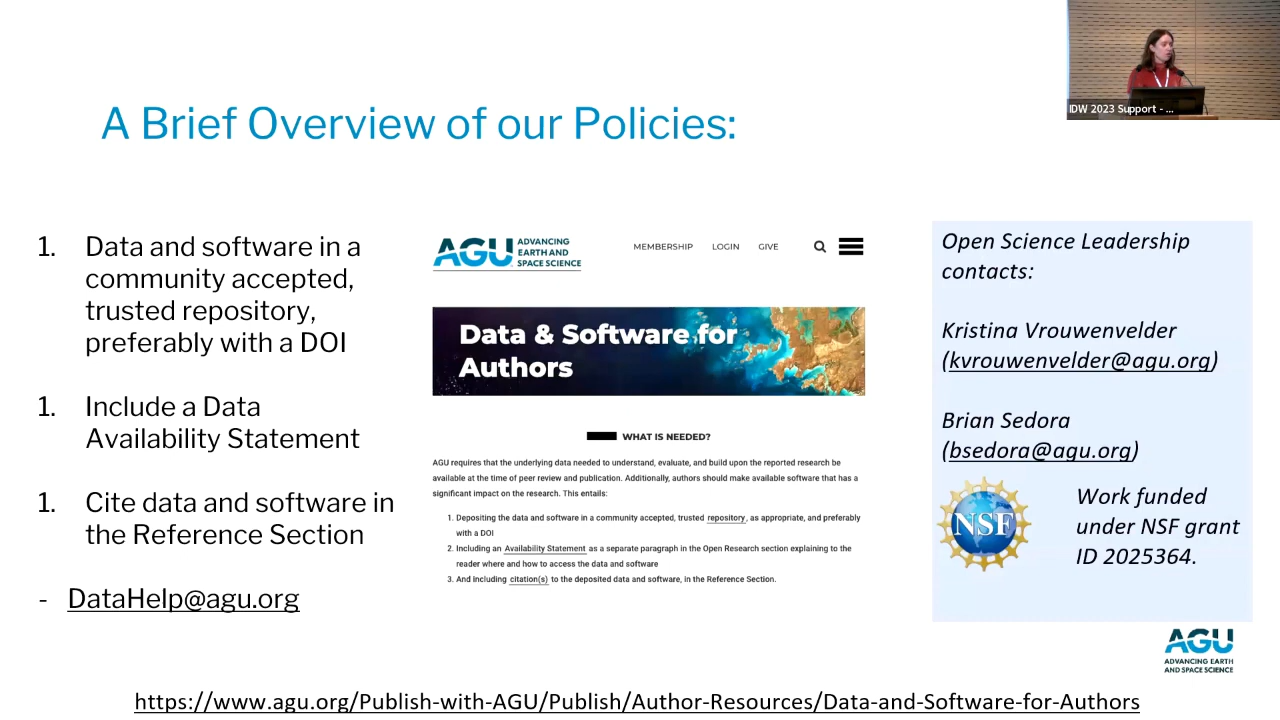 IDW 2023 Support - ...
A Brief Overview of our Policies:
1. Data and software in a
community accepted,
trusted repository,
preferably with a DOI
1. Include a Data
Availability Statement
1. Cite data and software in
the Reference Section
- DataHelp@agu.org
AGU ADVANCING
EARTH AND
SPACE SCIENCE
MEMBERSHIP LOGIN GIVE
Data & Software for
Authors
WHAT IS NEEDED?
AGU requires that the underlying data needed to understand, evaluate, and build upon the reported research be
available at the time of peer review and publication. Additionally, authors should make available software that has a
significant impact on the research. This entails:
1. Depositing the data and software in a community accepted, trusted repository, as appropriate, and preferably
with a DOI
2. Including an Availability Statement as a separate paragraph in the Open Research section explaining to the
reader where and how to access the data and software
3. And including citation(s) to the deposited data and software, in the Reference Section.
Open Science Leadership
contacts:
Kristina Vrouwenvelder
(kvrouwenvelder@agu.org)
Brian Sedora
(bsedora@agu.org)
NSF
Work funded
under NSF grant
ID 2025364.
AGU
ADVANCING EARTH
AND SPACE SCIENCE
https://www.agu.org/Publish-with-AGU/Publish/Author-Resources/Data-and-Software-for-Authors